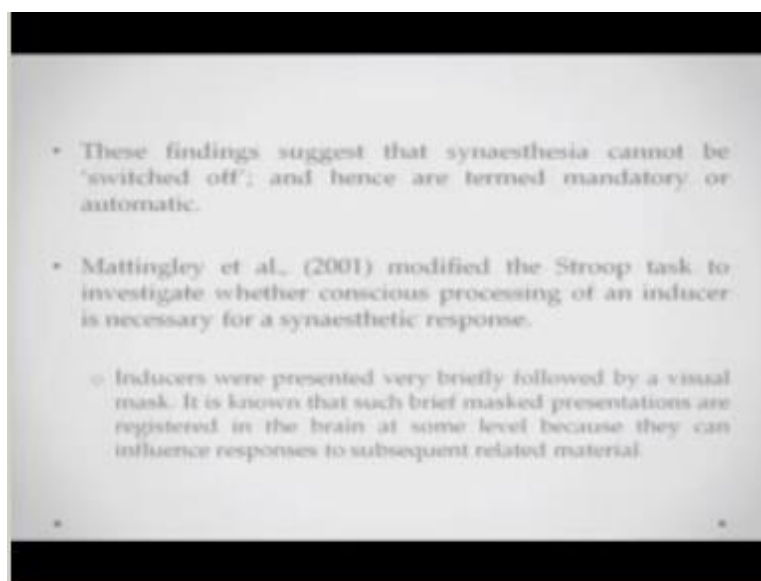 • These findings suggest that synaesthesia cannot be
'switched off'; and hence are termed mandatory or
automatic.
• Mattingley et al., (2001) modified the Stroop task to
investigate whether conscious processing of an inducer
is necessary for a synaesthetic response.
○ Inducers were presented very briefly followed by a visual
mask. It is known that such brief masked presentations are
registered in the brain at some level because they can
influence responses to subsequent related material.